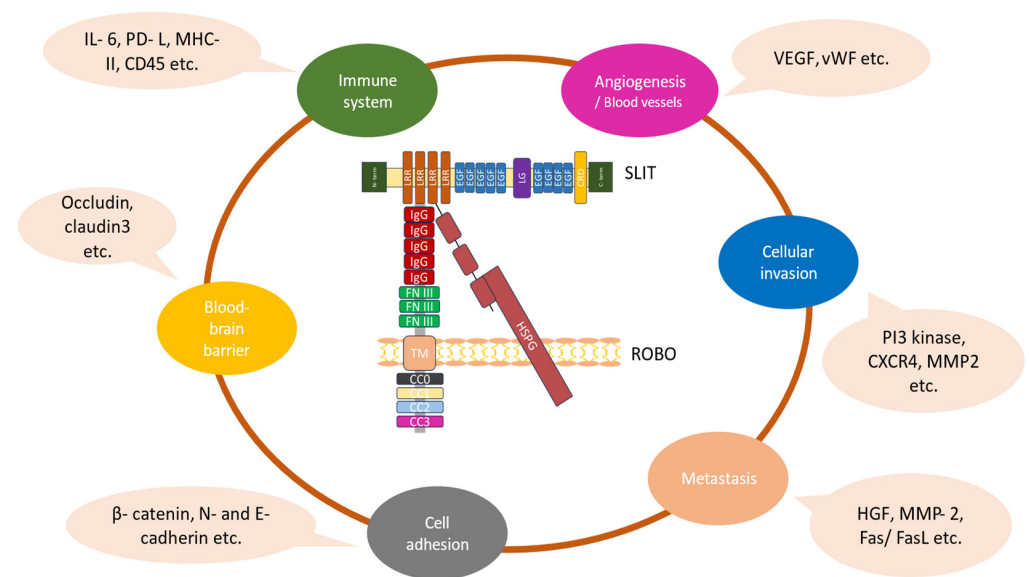 IL- 6, PD- L, MHC-
II, CD45 etc.
Immune
system
Angiogenesis
/ Blood vessels
VEGF, vWF etc.
N- term
LRR
LRR
LRR
LRR
EGF
EGF
EGF
EGF
EGF
LG
EGF
EGF
EGF
EGF
CRD
C- term
SLIT
Occludin,
claudin3
etc.
IgG
IgG
IgG
IgG
IgG
FN III
FN III
FN III
HSPG
Cellular
invasion
Blood-
brain
barrier
TM
ROBO
PI3 kinase,
CXCR4, MMP2
etc.
CC0
CC1
CC2
CC3
Metastasis
β- catenin, N- and E-
cadherin etc.
Cell
adhesion
HGF, MMP- 2,
Fas/ FasL etc.